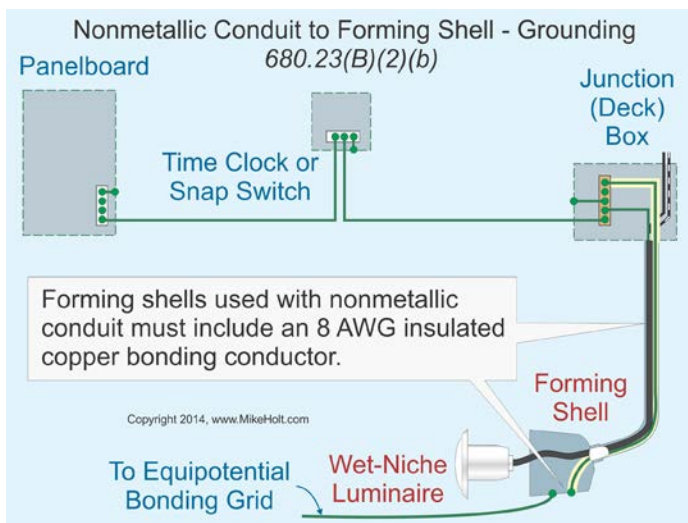 Nonmetallic Conduit to Forming Shell - Grounding
680.23(B)(2)(b)
Panelboard
Junction
(Deck)
Box
Time Clock or
Snap Switch
Forming shells used with nonmetallic
conduit must include an 8 AWG insulated
copper bonding conductor.
Forming
Shell
Copyright 2014, www.MikeHolt.com
To Equipotential
Bonding Grid
Wet-Niche
Luminaire